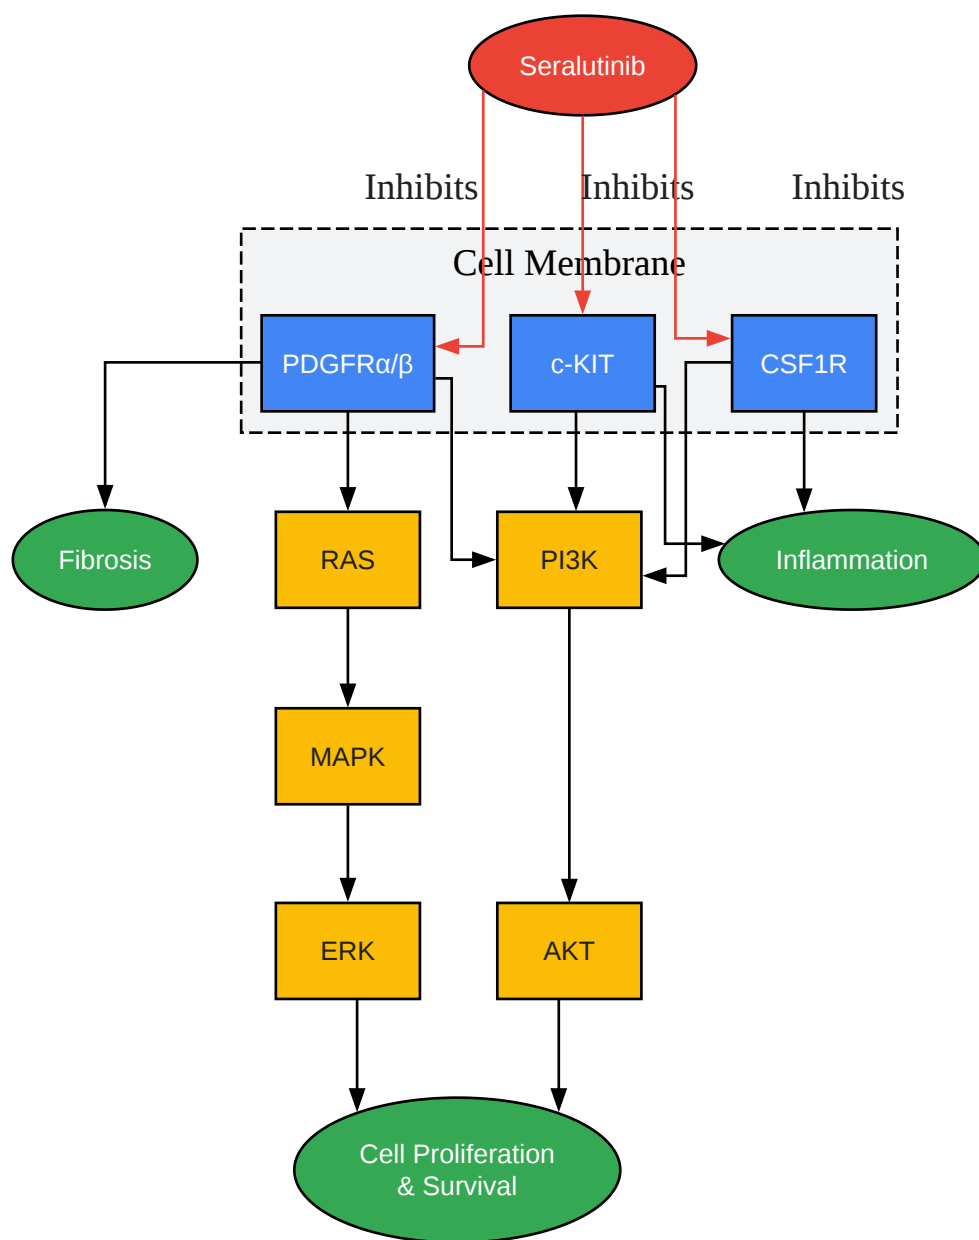 Seralutinib
Inhibits
Inhibits
Inhibits
Cell Membrane
PDGFRα/β
c-KIT
CSF1R
Fibrosis
RAS
PI3K
Inflammation
MAPK
ERK
AKT
Cell Proliferation
& Survival